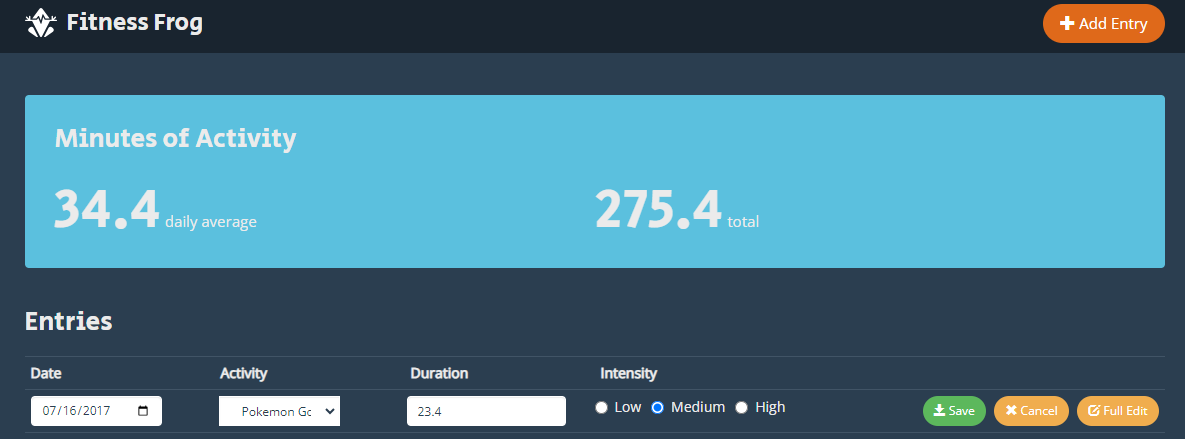 Fitness Frog
Add Entry
Minutes of Activity
34.4 daily average 275.4 total
Entries
Date Activity Duration Intensity
07/16/2017 Pokemon Gc 23.4 Low Medium High Save Cancel Full Edit